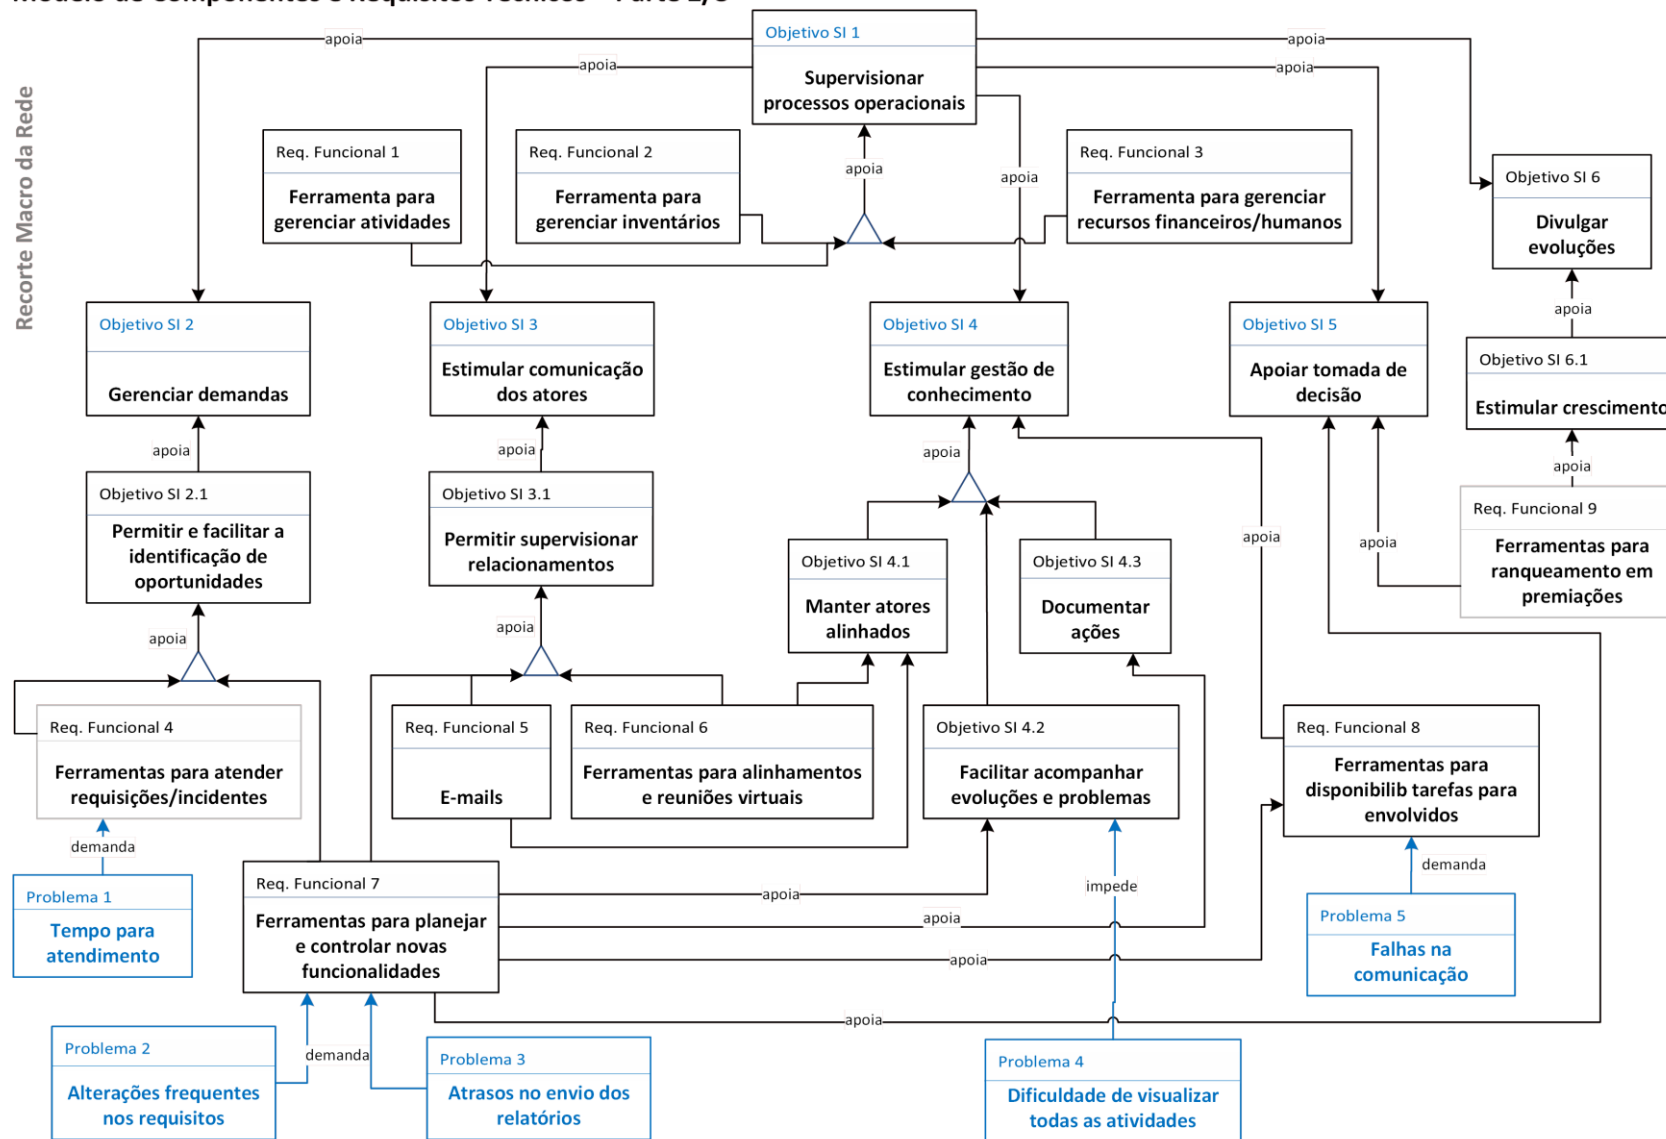 Recorte Macro da Rede
Objetivo SI 1
Supervisionar
processos operacionais
apoia
apoia
apoia
apoia
apoia
apoia
Req. Funcional 1
Ferramenta para
gerenciar atividades
Req. Funcional 2
Ferramenta para
gerenciar inventários
Req. Funcional 3
Ferramenta para gerenciar
recursos financeiros/humanos
Objetivo SI 6
Divulgar
evoluções
apoia
Objetivo SI 2
Gerenciar demandas
Objetivo SI 3
Estimular comunicação
dos atores
Objetivo SI 4
Estimular gestão de
conhecimento
Objetivo SI 5
Apoiar tomada de
decisão
Objetivo SI 6.1
Estimular crescimento
apoia
apoia
apoia
apoia
Objetivo SI 2.1
Permitir e facilitar a
identificação de
oportunidades
Objetivo SI 3.1
Permitir supervisionar
relacionamentos
Req. Funcional 9
Ferramentas para
ranqueamento em
premiações
apoia
apoia
Objetivo SI 4.1
Manter atores
alinhados
Objetivo SI 4.3
Documentar
ações
apoia
apoia
Req. Funcional 4
Ferramentas para atender
requisições/incidentes
Req. Funcional 5
E-mails
Req. Funcional 6
Ferramentas para alinhamentos
e reuniões virtuais
Objetivo SI 4.2
Facilitar acompanhar
evoluções e problemas
Req. Funcional 8
Ferramentas para
disponibilib tarefas para
envolvidos
demanda
demanda
Problema 1
Tempo para
atendimento
Req. Funcional 7
Ferramentas para planejar
e controlar novas
funcionalidades
apoia
impede
apoia
apoia
apoia
Problema 5
Falhas na
comunicação
Problema 2
Alterações frequentes
nos requisitos
demanda
Problema 3
Atrasos no envio dos
relatórios
Problema 4
Dificuldade de visualizar
todas as atividades